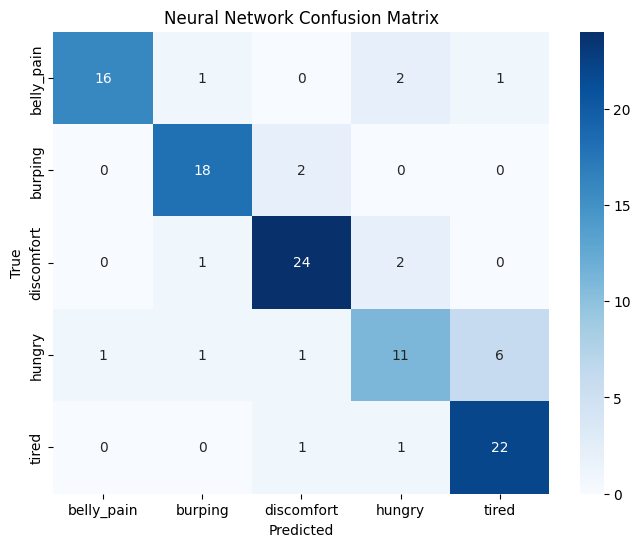 Neural Network Confusion Matrix
True
belly_pain 16 1 0 2 1
burping 0 18 2 0 0
discomfort 0 1 24 2 0
hungry 1 1 1 11 6
tired 0 0 1 1 22
belly_pain burping discomfort hungry tired
Predicted
20
15
10
5
0